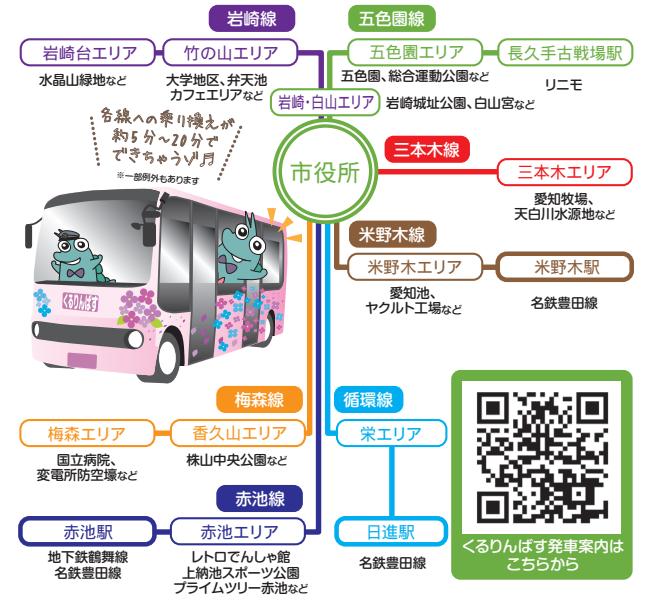 岩崎線
五色園線
岩崎台エリア
竹の山エリア
五色園エリア
長久手古戦場駅
水晶山緑地など
大学地区、弁天池
カフェエリアなど
五色園、総合運動公園など
リニモ
岩崎・白山エリア
岩崎城址公園、白山宮など
各線への乗り換えが
約5分〜20分で
できちゃうゾ♬
※一部例外もあります
市役所
三本木線
三本木エリア
愛知牧場、
天白川水源地など
米野木線
米野木エリア
米野木駅
愛知池、
ヤクルト工場など
名鉄豊田線
くるりんばす
梅森線
循環線
梅森エリア
香久山エリア
栄エリア
国立病院、
変電所防空壕など
株山中央公園など
赤池線
赤池駅
赤池エリア
日進駅
地下鉄鶴舞線
名鉄豊田線
レトロでんしゃ館
上納池スポーツ公園
プライムツリー赤池など
名鉄豊田線
くるりんばす発車案内は
こちらから